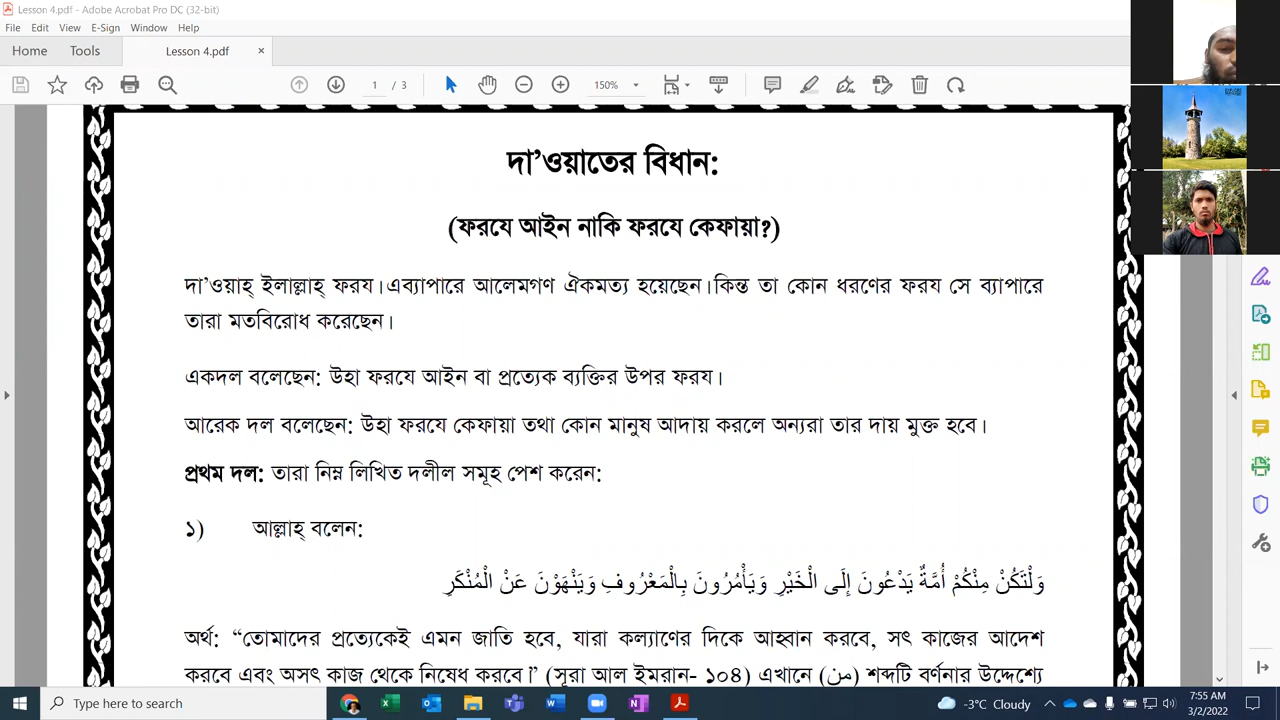 Lesson 4.pdf - Adobe Acrobat Pro DC (32-bit)
File Edit View E-Sign Window Help
Home Tools Lesson 4.pdf ×
1 / 3 150%
দা’ওয়াতের বিধান:
(ফরযে আইন নাকি ফরযে কেফায়া?)
দা’ওয়াহ্ ইলাল্লাহ্ ফরয। এব্যাপারে আলেমগণ ঐকমত্য হয়েছেন। কিন্ত তা কোন ধরণের ফরয সে ব্যাপারে
তারা মতবিরোধ করেছেন।
একদল বলেছেন: উহা ফরযে আইন বা প্রত্যেক ব্যক্তির উপর ফরয।
আরেক দল বলেছেন: উহা ফরযে কেফায়া তথা কোন মানুষ আদায় করলে অন্যরা তার দায় মুক্ত হবে।
প্রথম দল: তারা নিম্ন লিখিত দলীল সমূহ পেশ করেন:
১) আল্লাহ্ বলেন:
وَلْتَكُنْ مِنْكُمْ أُمَّةٌ يَدْعُونَ إِلَى الْخَيْرِ وَيَأْمُرُونَ بِالْمَعْرُوفِ وَيَنْهَوْنَ عَنْ الْمُنْكَرِ
অর্থ: “তোমাদের প্রত্যেকেই এমন জাতি হবে, যারা কল্যাণের দিকে আহ্বান করবে, সৎ কাজের আদেশ
করবে এবং অসৎ কাজ থেকে নিষেধ করবে।” (সূরা আল ইমরান- ১০৪) এখানে (من) শব্দটি বর্ণনার উদ্দেশ্যে
Type here to search
-3°C Cloudy
7:55 AM
3/2/2022